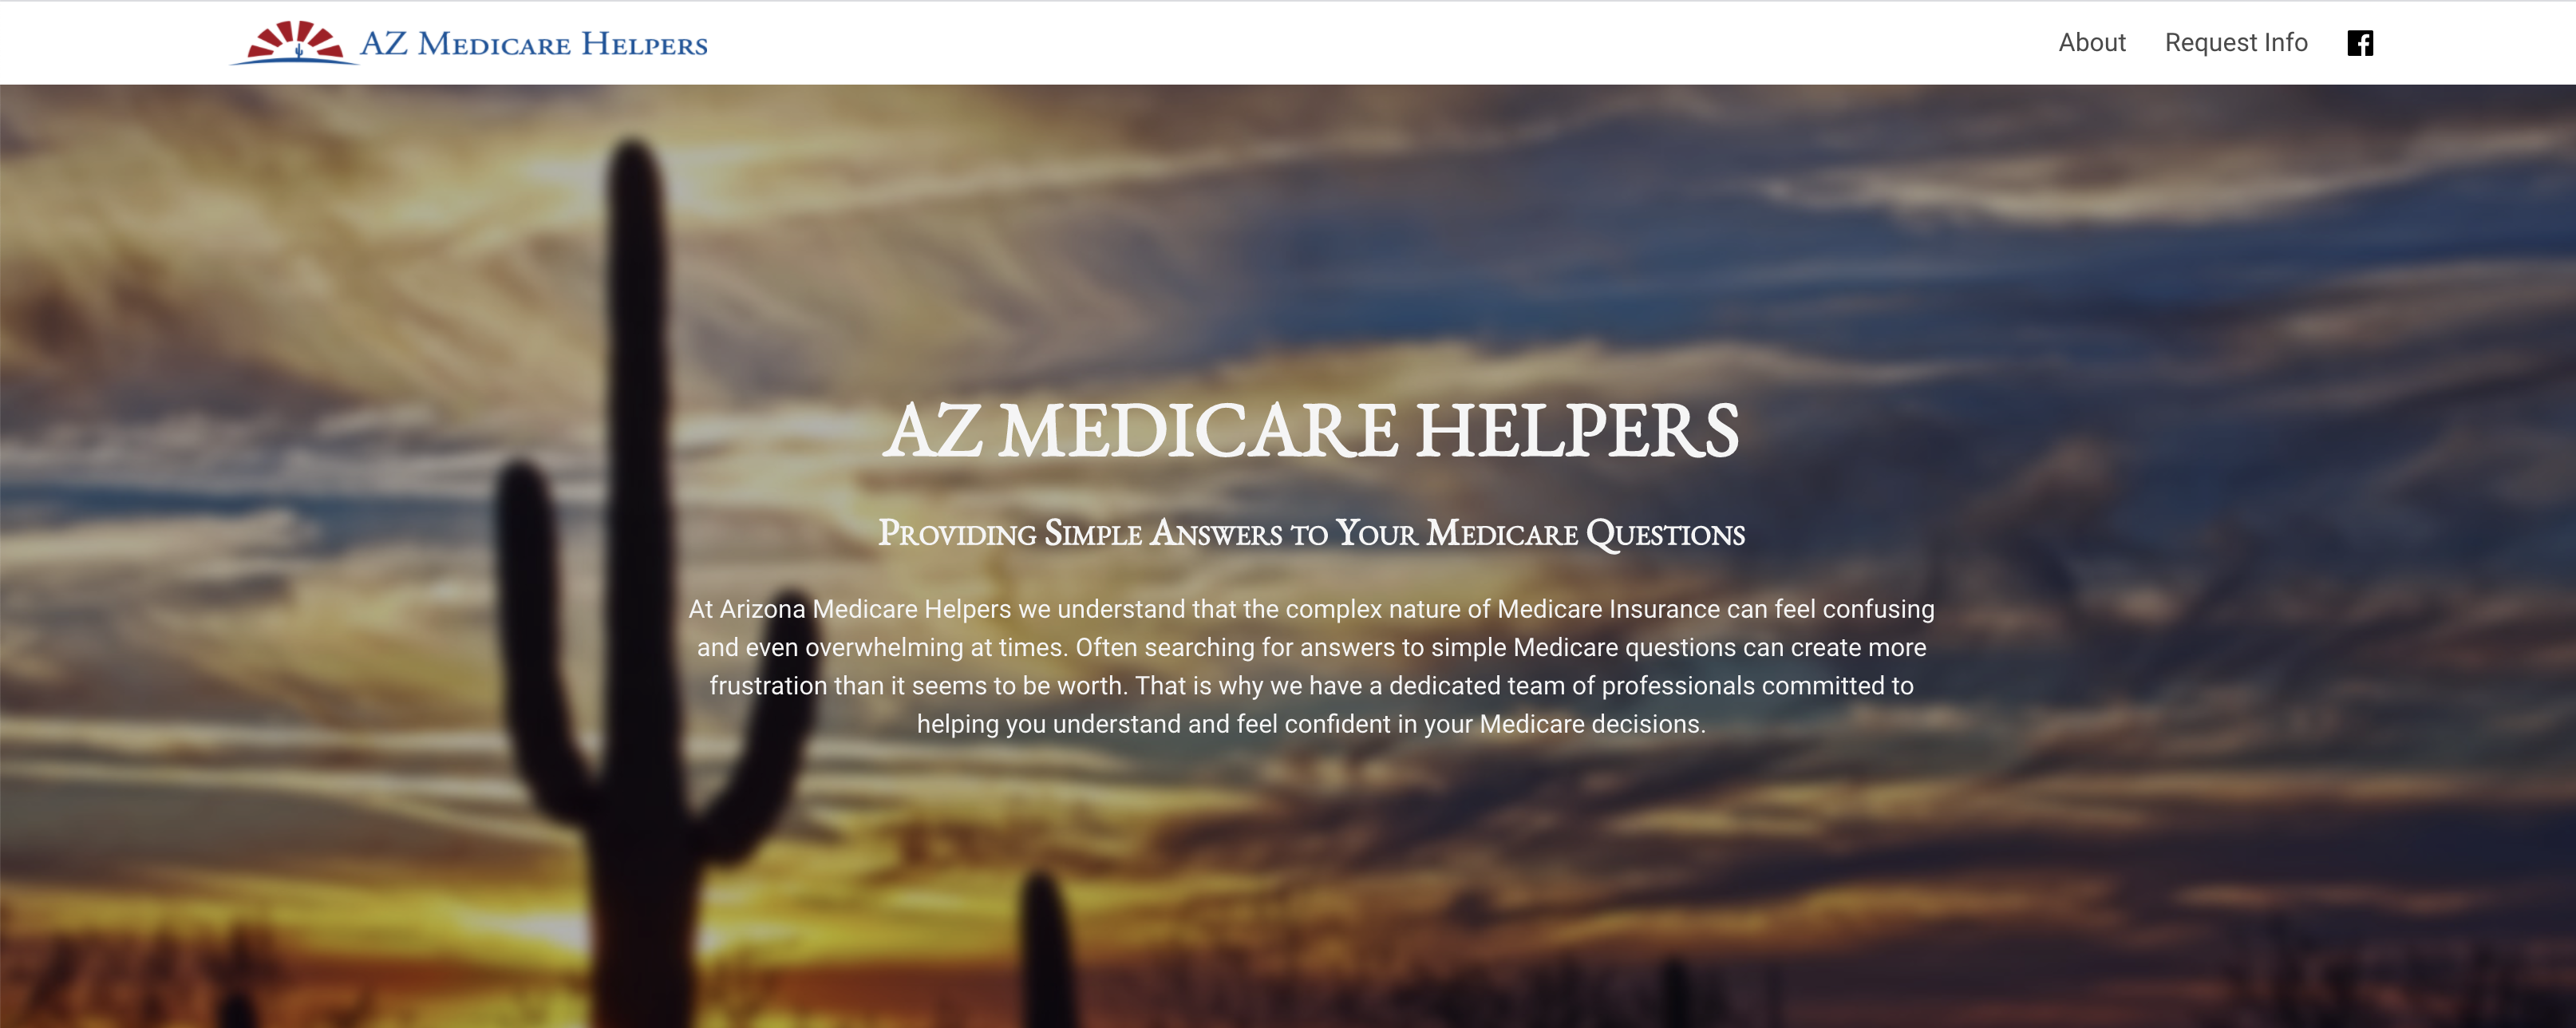 AZ Medicare Helpers
About
Request Info
AZ MEDICARE HELPERS
Providing Simple Answers to Your Medicare Questions
At Arizona Medicare Helpers we understand that the complex nature of Medicare Insurance can feel confusing
and even overwhelming at times. Often searching for answers to simple Medicare questions can create more
frustration than it seems to be worth. That is why we have a dedicated team of professionals committed to
helping you understand and feel confident in your Medicare decisions.